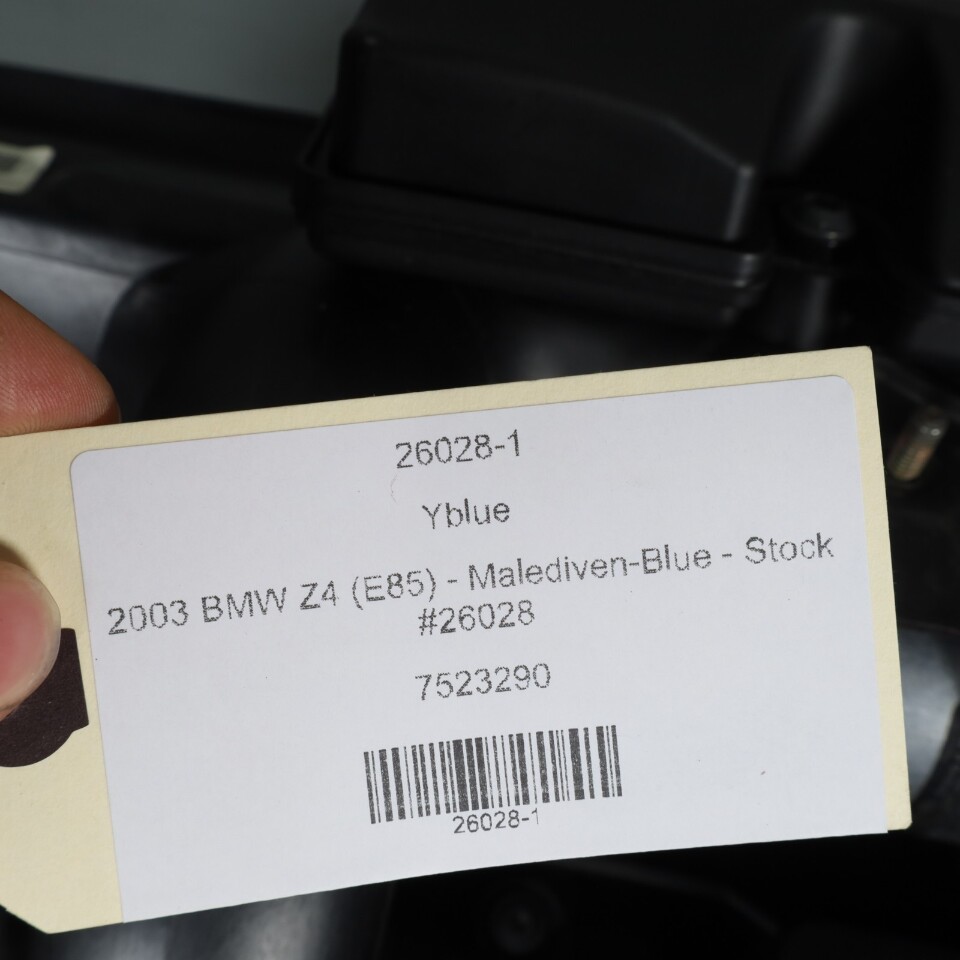 26028-1
Yblue
2003 BMW Z4 (E85) - Malediven-Blue - Stock
#26028
7523290
26028-1